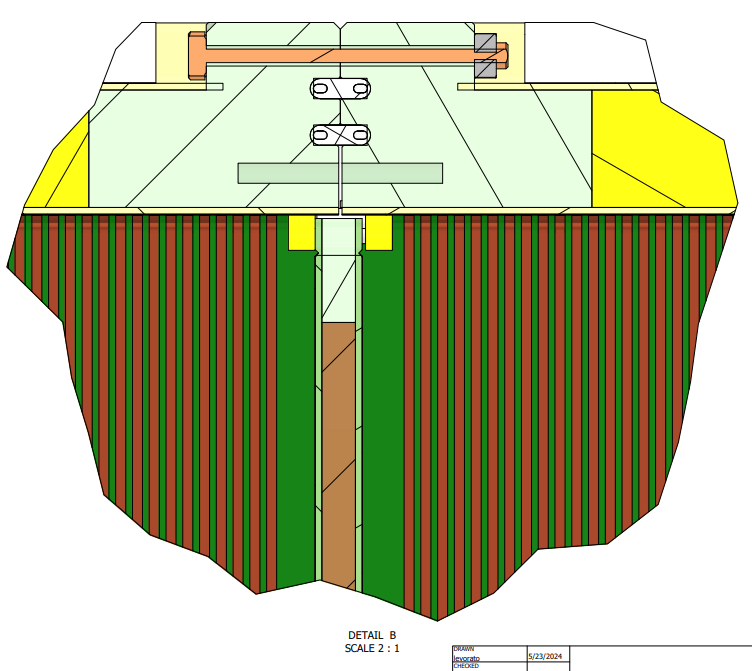 DETAIL B
SCALE 2 : 1
DRAWN
levorato
5/23/2024
CHECKED